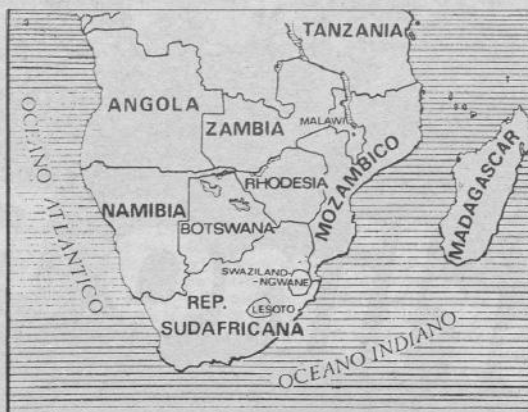 TANZANIA
ANGOLA
MALAWI
ZAMBIA
OCEANO ATLANTICO
RHODESIA
MOZAMBICO
MADAGASCAR
NAMIBIA
BOTSWANA
SWAZILAND-
-NGWANE
REP.
SUDAFRICANA
LESOTO
OCEANO INDIANO